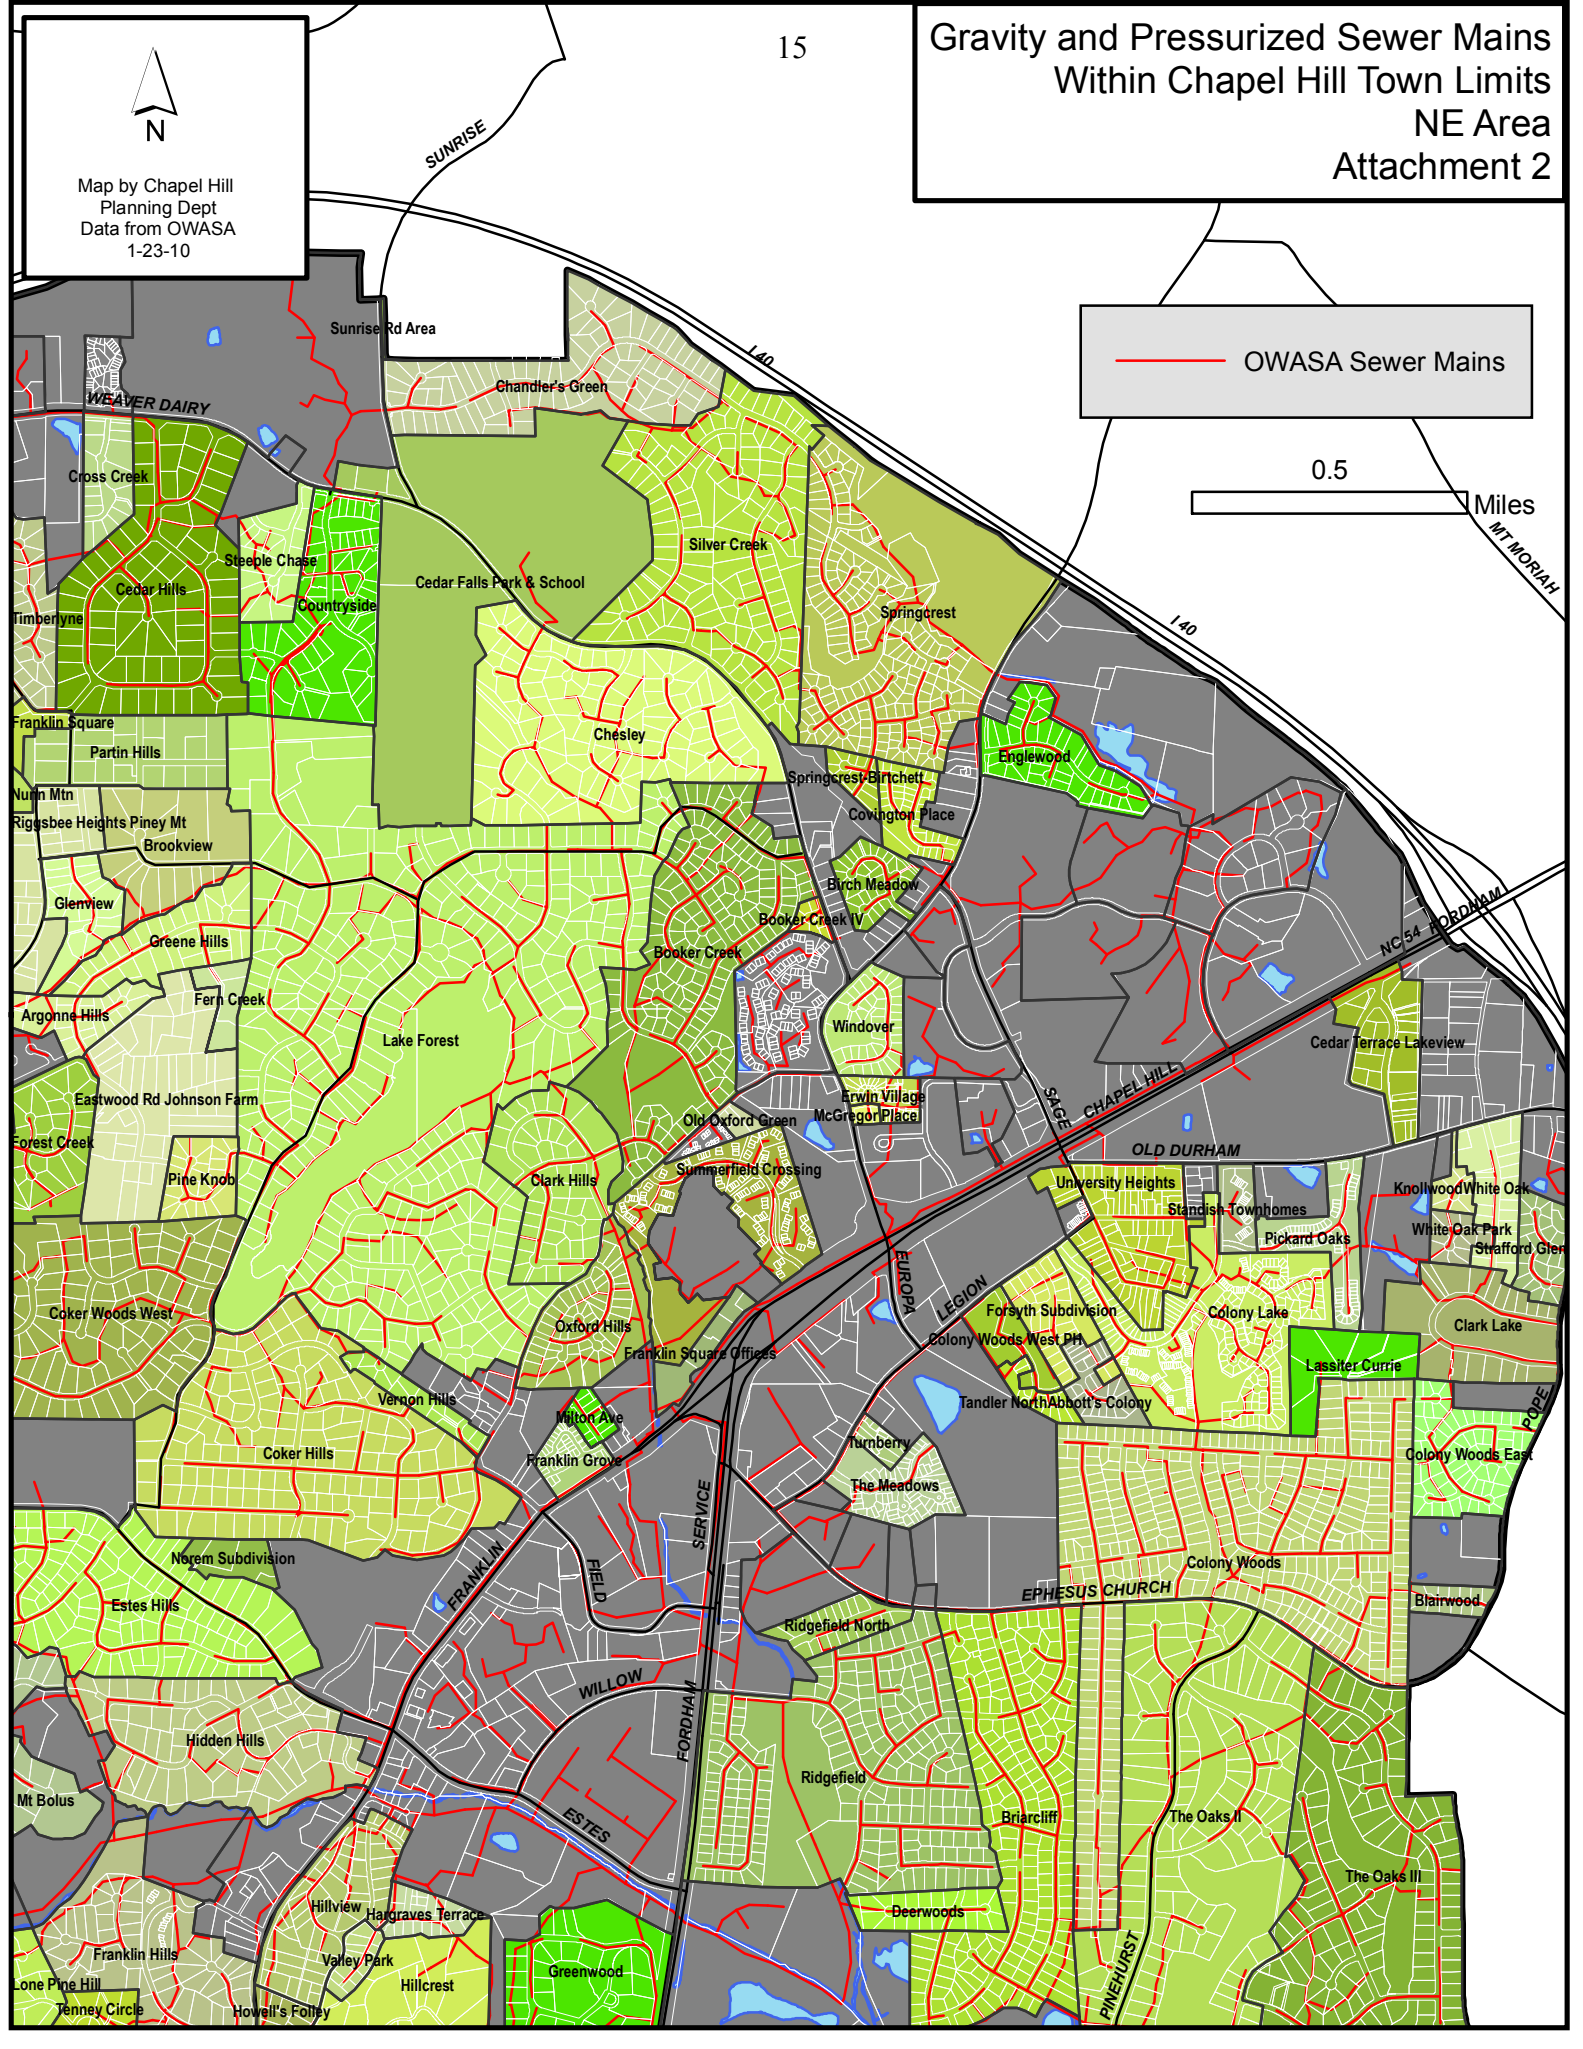 15
Gravity and Pressurized Sewer Mains
Within Chapel Hill Town Limits
NE Area
Attachment 2
N
Map by Chapel Hill
Planning Dept
Data from OWASA
1-23-10
SUNRISE
OWASA Sewer Mains
0.5
Miles
MT MORIAH
I 40
I 40
Sunrise Rd Area
Chandler's Green
WEAVER DAIRY
Cross Creek
Steeple Chase
Silver Creek
Cedar Hills
Countryside
Cedar Falls Park & School
Springcrest
Timberlyne
Franklin Square
Partin Hills
Chesley
Englewood
Springcrest-Birtchett
Nunn Mtn
Covington Place
Riggsbee Heights Piney Mt
Brookview
Birch Meadow
Glenview
Booker Creek IV
NC 54 FORDHAM
Greene Hills
Booker Creek
Fern Creek
Argonne Hills
Windover
Lake Forest
Cedar Terrace Lakeview
Eastwood Rd Johnson Farm
Erwin Village
McGregor Place
SAGE
CHAPEL HILL
Old Oxford Green
Forest Creek
OLD DURHAM
Pine Knob
Clark Hills
Summerfield Crossing
University Heights
KnollwoodWhite Oak
Standish Townhomes
White Oak Park
Pickard Oaks
Strafford Glen
EUROPA
LEGION
Coker Woods West
Oxford Hills
Forsyth Subdivision
Colony Lake
Clark Lake
Colony Woods West PH
Franklin Square Offices
Lassiter Currie
Vernon Hills
Tandler NorthAbbott's Colony
POPE
Milton Ave
Coker Hills
Franklin Grove
Turnberry
The Meadows
Colony Woods East
SERVICE
Norem Subdivision
FRANKLIN
FIELD
Colony Woods
EPHESUS CHURCH
Blairwood
Estes Hills
Ridgefield North
WILLOW
FORDHAM
Hidden Hills
Ridgefield
Mt Bolus
ESTES
Briarcliff
The Oaks II
The Oaks III
Hillview
Hargraves Terrace
Deerwoods
Franklin Hills
Valley Park
PINEHURST
Lone Pine Hill
Hillcrest
Greenwood
Tenney Circle
Howell's Folley